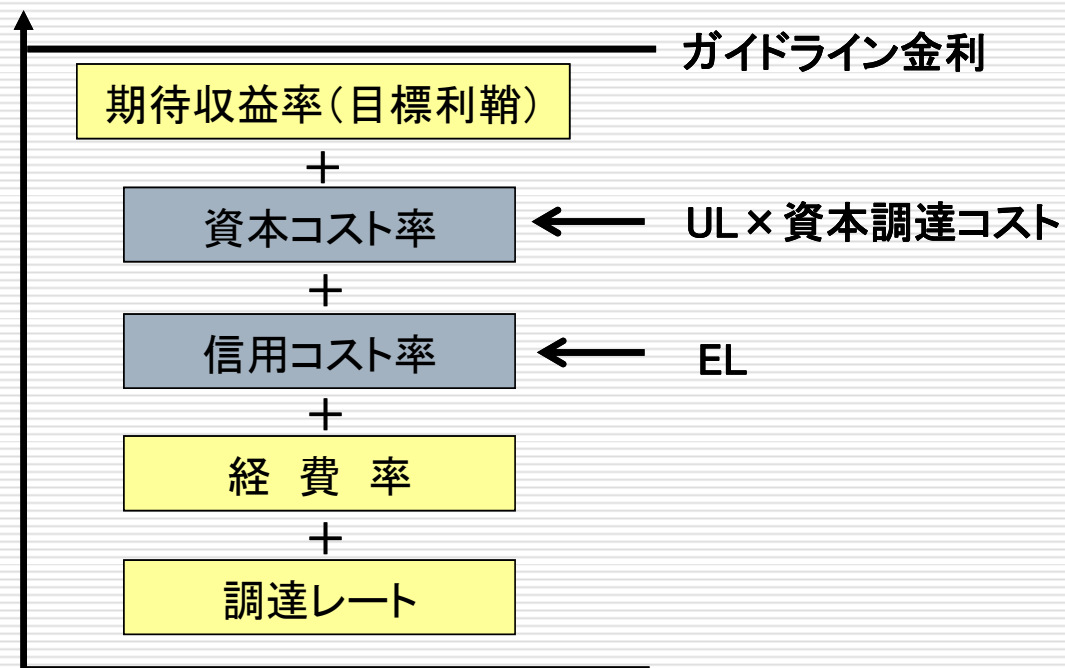 ガイドライン金利
期待収益率（目標利鞘）
＋
資本コスト率
UL×資本調達コスト
＋
信用コスト率
EL
＋
経 費 率
＋
調達レート